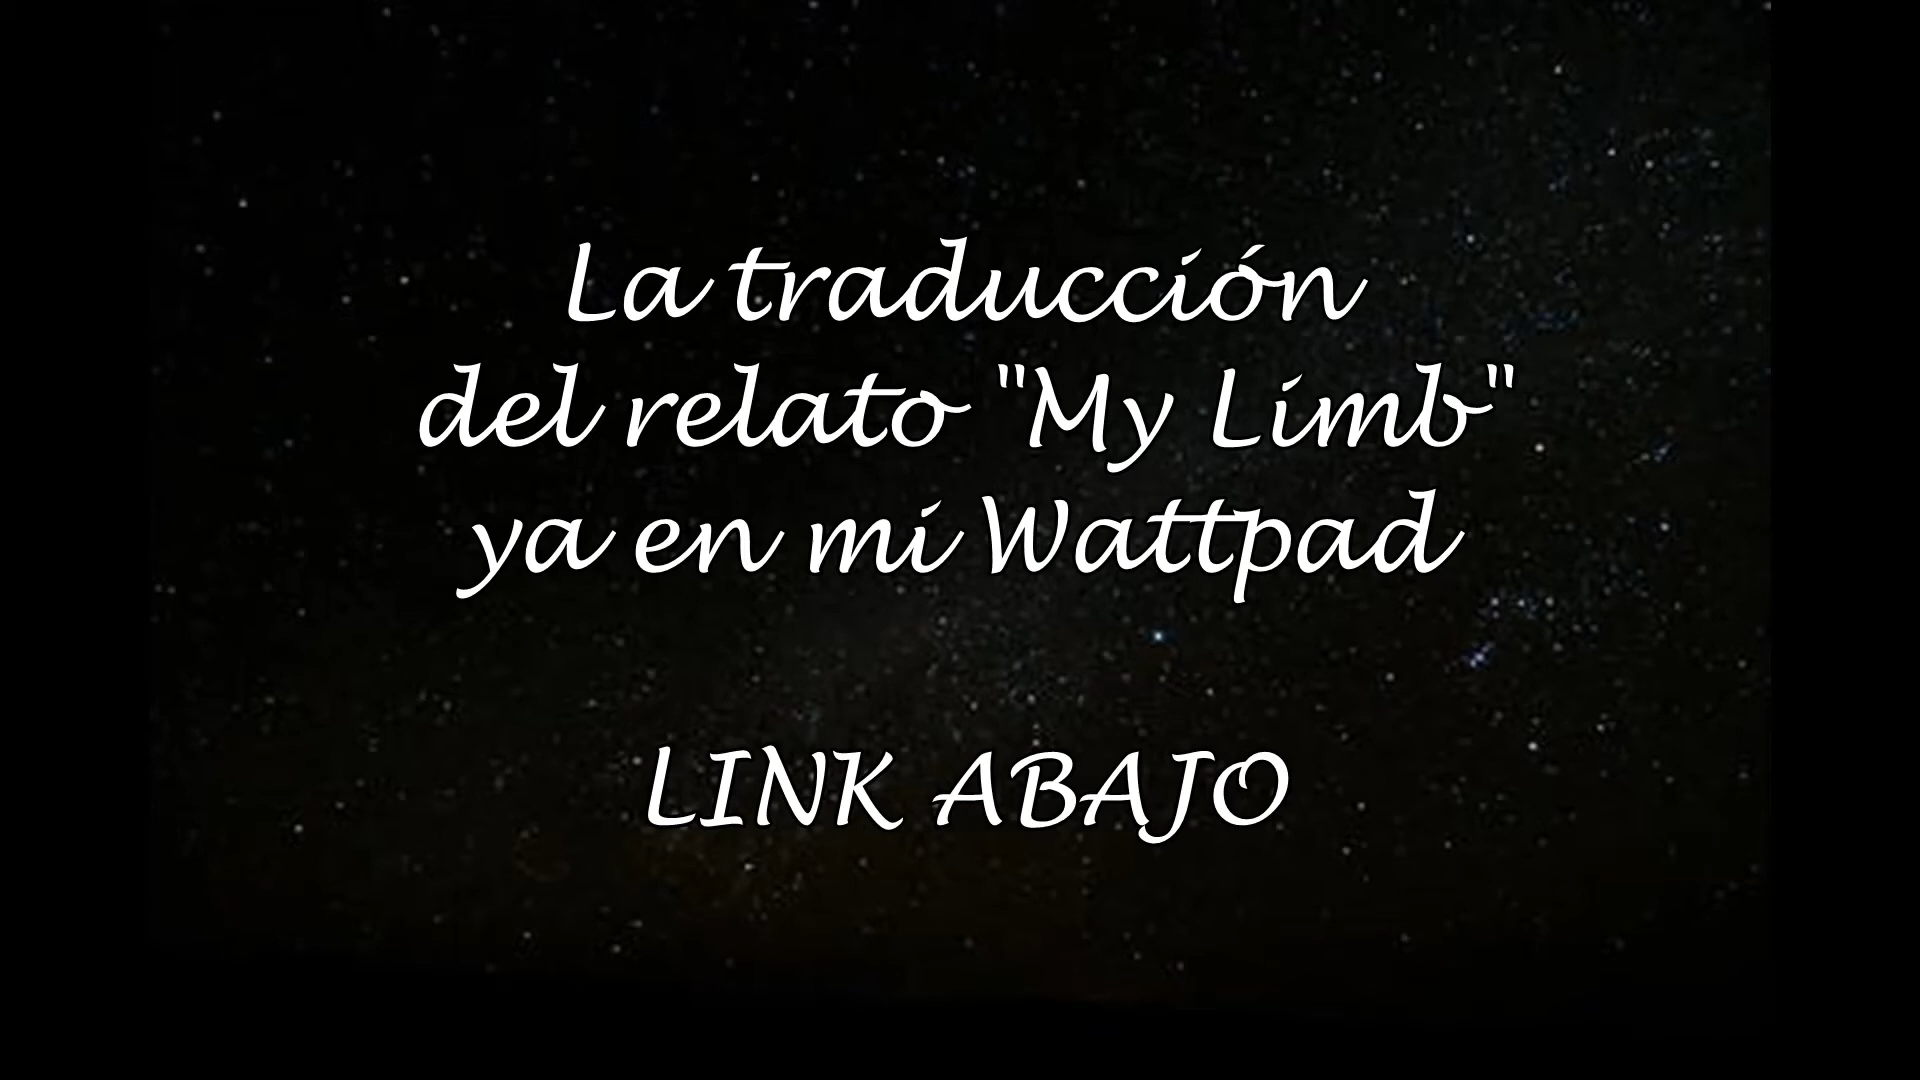 La traducción
del relato "My Limb"
ya en mi Wattpad
LINK ABAJO